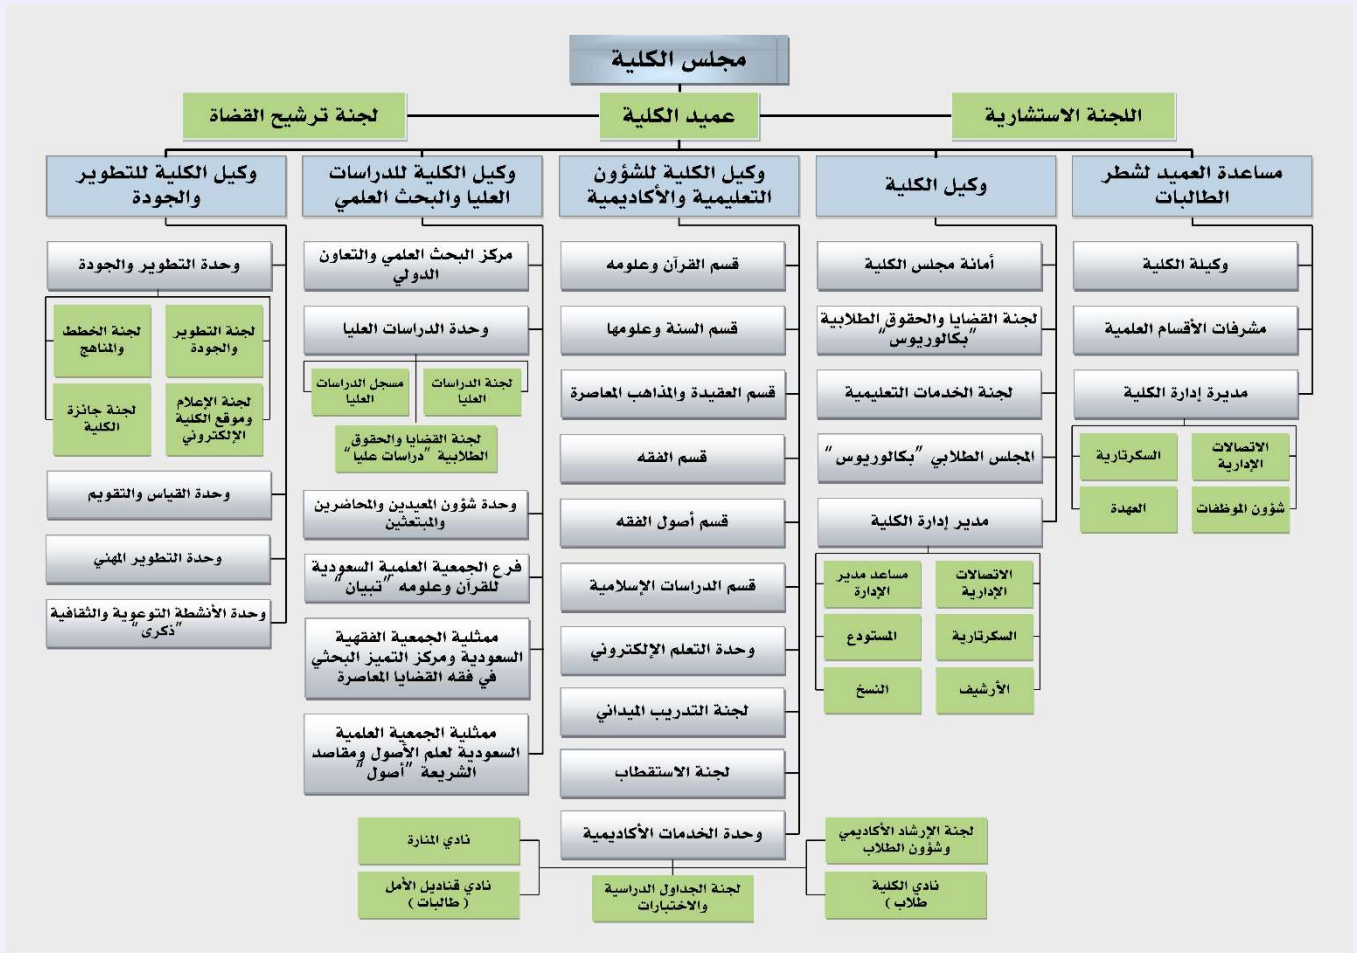 مجلس الكلية
اللجنة الاستشارية
عميد الكلية
لجنة ترشيح القضاة
مساعدة العميد لشطر
الطالبات
وكيلة الكلية
مشرفات الأقسام العلمية
مديرة إدارة الكلية
الاتصالات
الإدارية
السكرتارية
شؤون الموظفات
العهدة
وكيل الكلية
أمانة مجلس الكلية
لجنة القضايا والحقوق الطلابية
"بكالوريوس"
لجنة الخدمات التعليمية
المجلس الطلابي "بكالوريوس"
مدير إدارة الكلية
الاتصالات
الإدارية
مساعد مدير
الإدارة
السكرتارية
المستودع
الأرشيف
النسخ
وكيل الكلية للشؤون
التعليمية والأكاديمية
قسم القرآن وعلومه
قسم السنة وعلومها
قسم العقيدة والمذاهب المعاصرة
قسم الفقه
قسم أصول الفقه
قسم الدراسات الإسلامية
وحدة التعلم الإلكتروني
لجنة التدريب الميداني
لجنة الاستقطاب
وحدة الخدمات الأكاديمية
لجنة الإرشاد الأكاديمي
وشؤون الطلاب
نادي الكلية
طلاب )
لجنة الجداول الدراسية
والاختبارات
نادي المنارة
نادي قناديل الأمل
( طالبات )
وكيل الكلية للدراسات
العليا والبحث العلمي
مركز البحث العلمي والتعاون
الدولي
وحدة الدراسات العليا
لجنة الدراسات
العليا
مسجل الدراسات
العليا
لجنة القضايا والحقوق
الطلابية "دراسات عليا"
وحدة شؤون المعيدين والمحاضرين
والمبتعثين
فرع الجمعية العلمية السعودية
للقرآن وعلومه "تبيان"
ممثلية الجمعية الفقهية
السعودية ومركز التميز البحثي
في فقه القضايا المعاصرة
ممثلية الجمعية العلمية
السعودية لعلم الأصول ومقاصد
الشريعة "أصول"
وكيل الكلية للتطوير
والجودة
وحدة التطوير والجودة
لجنة التطوير
والجودة
لجنة الخطط
والمناهج
لجنة الإعلام
وموقع الكلية
الإلكتروني
لجنة جائزة
الكلية
وحدة القياس والتقويم
وحدة التطوير المهني
وحدة الأنشطة التوعوية والثقافية
"ذكرى"